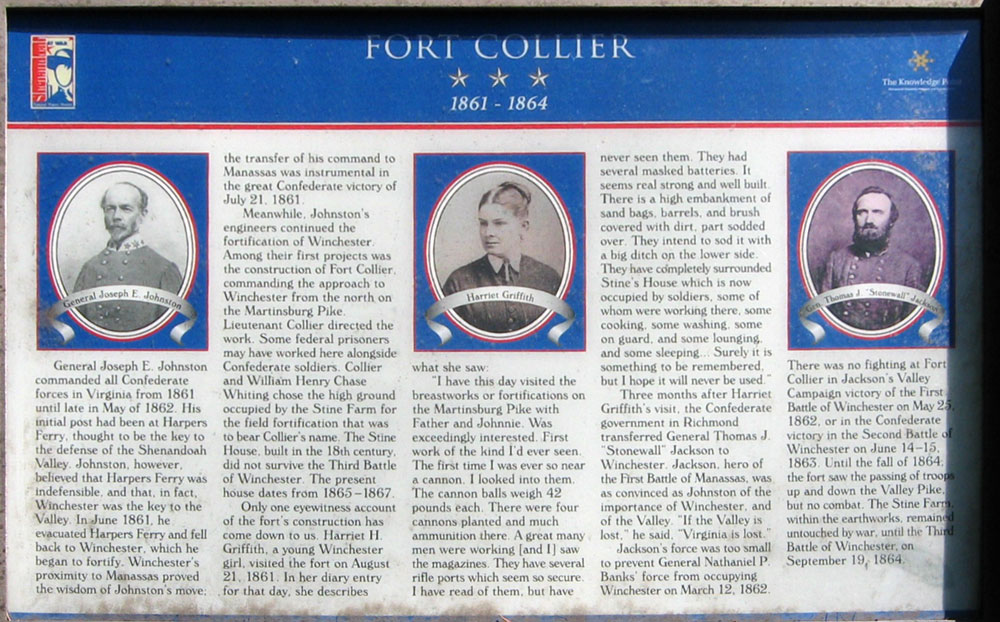 Shenandoah
AT WAR
FORT COLLIER
1861 - 1864
The Knowledge Point
General Joseph E. Johnston
General Joseph E. Johnston
commanded all Confederate
forces in Virginia from 1861
until late in May of 1862. His
initial post had been at Harpers
Ferry, thought to be the key to
the defense of the Shenandoah
Valley. Johnston, however,
believed that Harpers Ferry was
indefensible, and that, in fact,
Winchester was the key to the
Valley. In June 1861, he
evacuated Harpers Ferry and fell
back to Winchester, which he
began to fortify. Winchester's
proximity to Manassas proved
the wisdom of Johnston's move;
the transfer of his command to
Manassas was instrumental in
the great Confederate victory of
July 21, 1861.
Meanwhile, Johnston's
engineers continued the
fortification of Winchester.
Among their first projects was
the construction of Fort Collier,
commanding the approach to
Winchester from the north on
the Martinsburg Pike.
Lieutenant Collier directed the
work. Some federal prisoners
may have worked here alongside
Confederate soldiers. Collier
and William Henry Chase
Whiting chose the high ground
occupied by the Stine Farm for
the field fortification that was
to bear Collier's name. The Stine
House, built in the 18th century,
did not survive the Third Battle
of Winchester. The present
house dates from 1865-1867.
Only one eyewitness account
of the fort's construction has
come down to us. Harriet H.
Griffith, a young Winchester
girl, visited the fort on August
21, 1861. In her diary entry
for that day, she describes
Harriet Griffith
what she saw:
"I have this day visited the
breastworks or fortifications on
the Martinsburg Pike with
Father and Johnnie. Was
exceedingly interested. First
work of the kind I'd ever seen.
The first time I was ever so near
a cannon. I looked into them.
The cannon balls weigh 42
pounds each. There were four
cannons planted and much
ammunition there. A great many
men were working [and I] saw
the magazines. They have several
rifle ports which seem so secure.
I have read of them, but have
never seen them. They had
several masked batteries. It
seems real strong and well built.
There is a high embankment of
sand bags, barrels, and brush
covered with dirt, part sodded
over. They intend to sod it with
a big ditch on the lower side.
They have completely surrounded
Stine's House which is now
occupied by soldiers, some of
whom were working there, some
cooking, some washing, some
on guard, and some lounging,
and some sleeping... Surely it is
something to be remembered,
but I hope it will never be used."
Three months after Harriet
Griffith's visit, the Confederate
government in Richmond
transferred General Thomas J.
"Stonewall" Jackson to
Winchester. Jackson, hero of
the First Battle of Manassas, was
as convinced as Johnston of the
importance of Winchester, and
of the Valley. "If the Valley is
lost," he said, "Virginia is lost."
Jackson's force was too small
to prevent General Nathaniel P.
Banks' force from occupying
Winchester on March 12, 1862.
Gen. Thomas J. "Stonewall" Jackson
There was no fighting at Fort
Collier in Jackson's Valley
Campaign victory of the First
Battle of Winchester on May 25,
1862, or in the Confederate
victory in the Second Battle of
Winchester on June 14-15,
1863. Until the fall of 1864,
the fort saw the passing of troops
up and down the Valley Pike,
but no combat. The Stine Farm,
within the earthworks, remained
untouched by war, until the Third
Battle of Winchester, on
September 19, 1864.